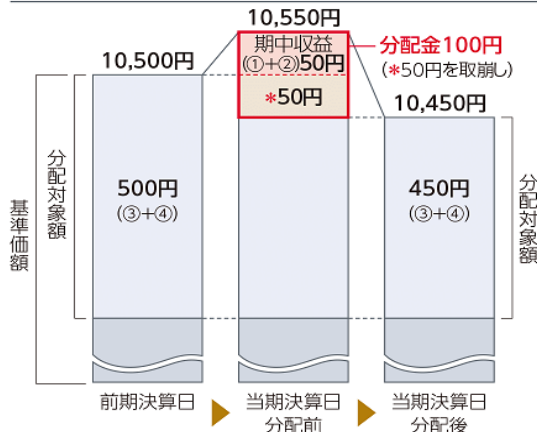 10,550円
10,500円
期中収益
(①+②)50円
*50円
分配金100円
(*50円を取崩し)
10,450円
500円
(③+④)
450円
(③+④)
基準価額
分配対象額
分配対象額
前期決算日
当期決算日
分配前
当期決算日
分配後